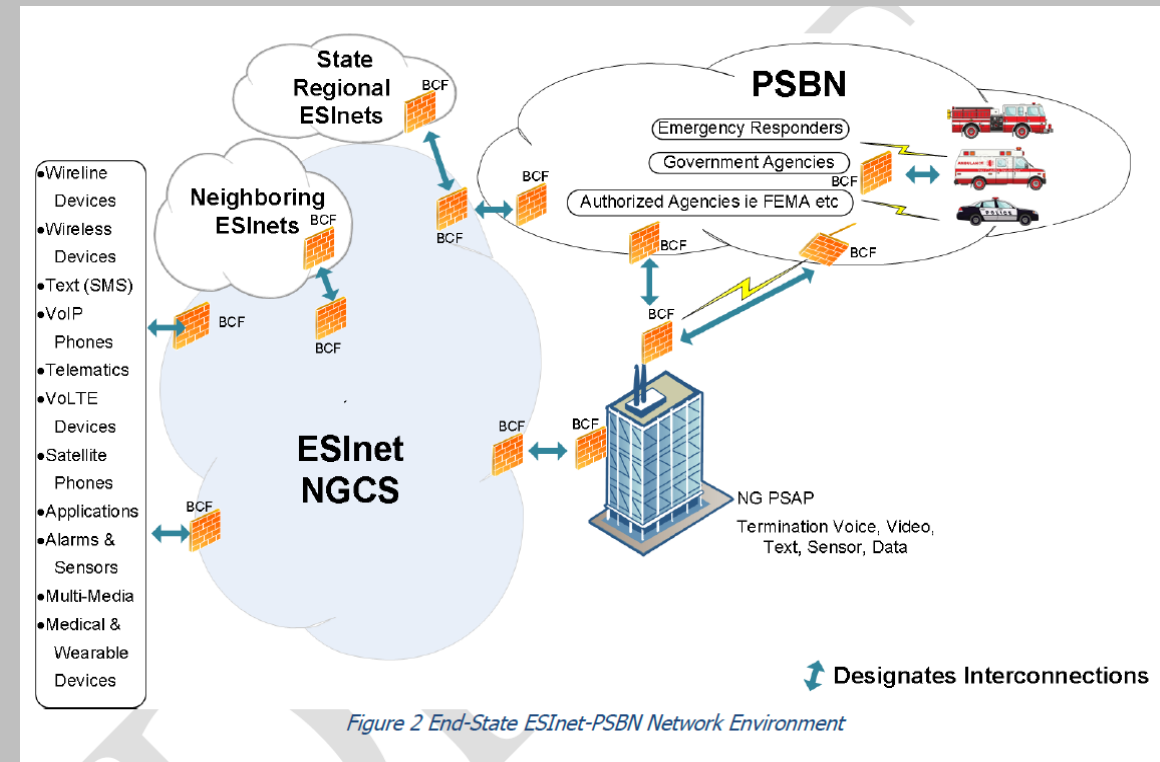 State
Regional
ESInets
BCF
PSBN
Emergency Responders
Government Agencies
BCF
Authorized Agencies ie FEMA etc
AMBULANCE
POLICE
Neighboring
ESInets
BCF
BCF
BCF
BCF
BCF
•Wireline
Devices
•Wireless
Devices
•Text (SMS)
•VoIP
Phones
•Telematics
•VoLTE
Devices
•Satellite
Phones
•Applications
•Alarms &
Sensors
•Multi-Media
•Medical &
Wearable
Devices
BCF
BCF
BCF
BCF
ESInet
NGCS
BCF
BCF
NG PSAP
Termination Voice, Video,
Text, Sensor, Data
Designates Interconnections
Figure 2 End-State ESInet-PSBN Network Environment